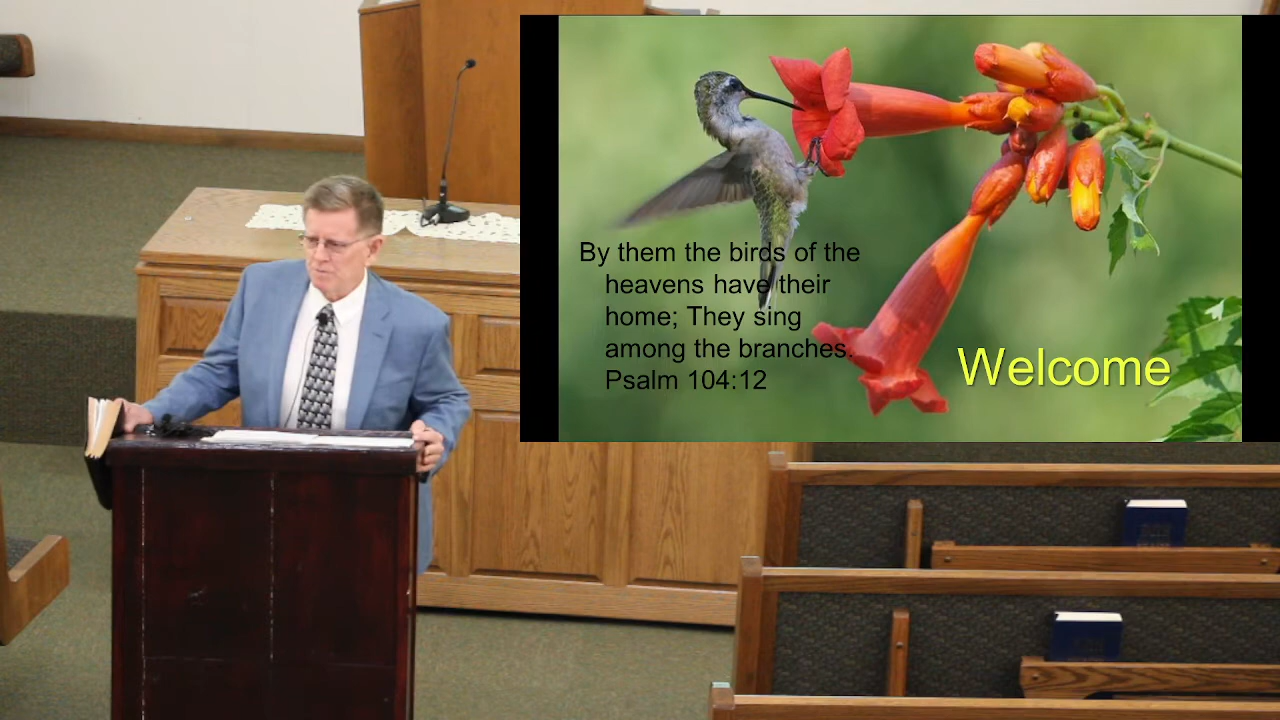 By them the birds of the
heavens have their
home; They sing
among the branches.
Psalm 104:12
Welcome